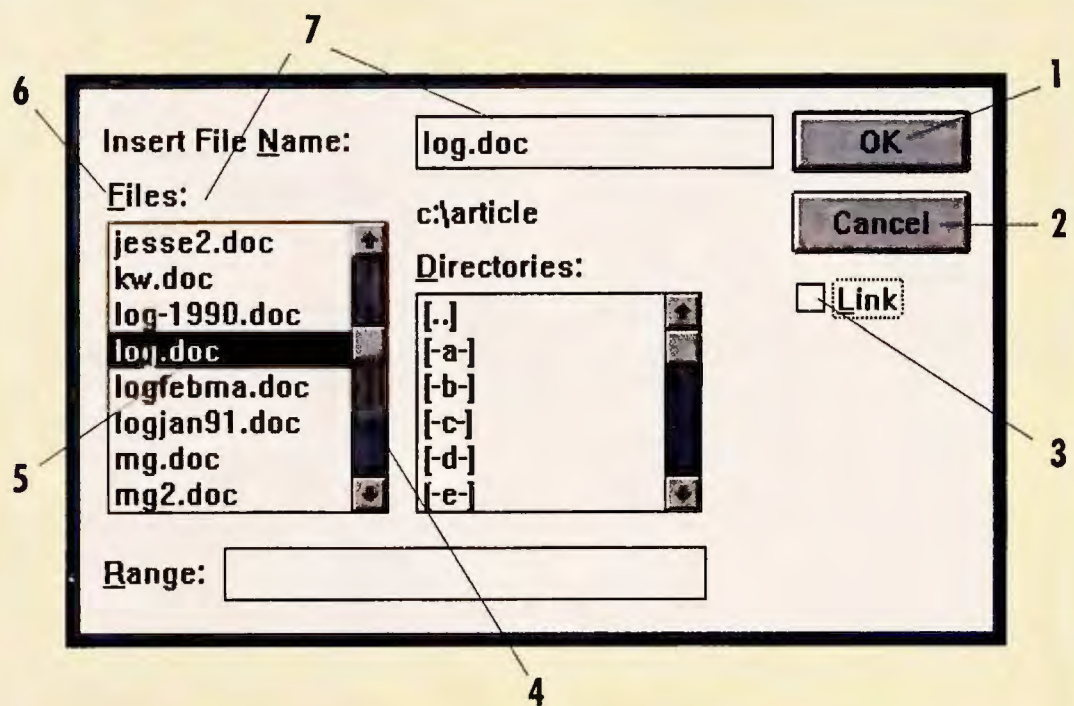 7
6
1
Insert File Name:
log.doc
OK
Files:
c:\article
Cancel
2
jesse2.doc
kw.doc
log-1990.doc
log.doc
logfebma.doc
logjan91.doc
mg.doc
mg2.doc
Directories:
[..]
[-a-]
[-b-]
[-c-]
[-d-]
[-e-]
Link
3
5
Range:
4